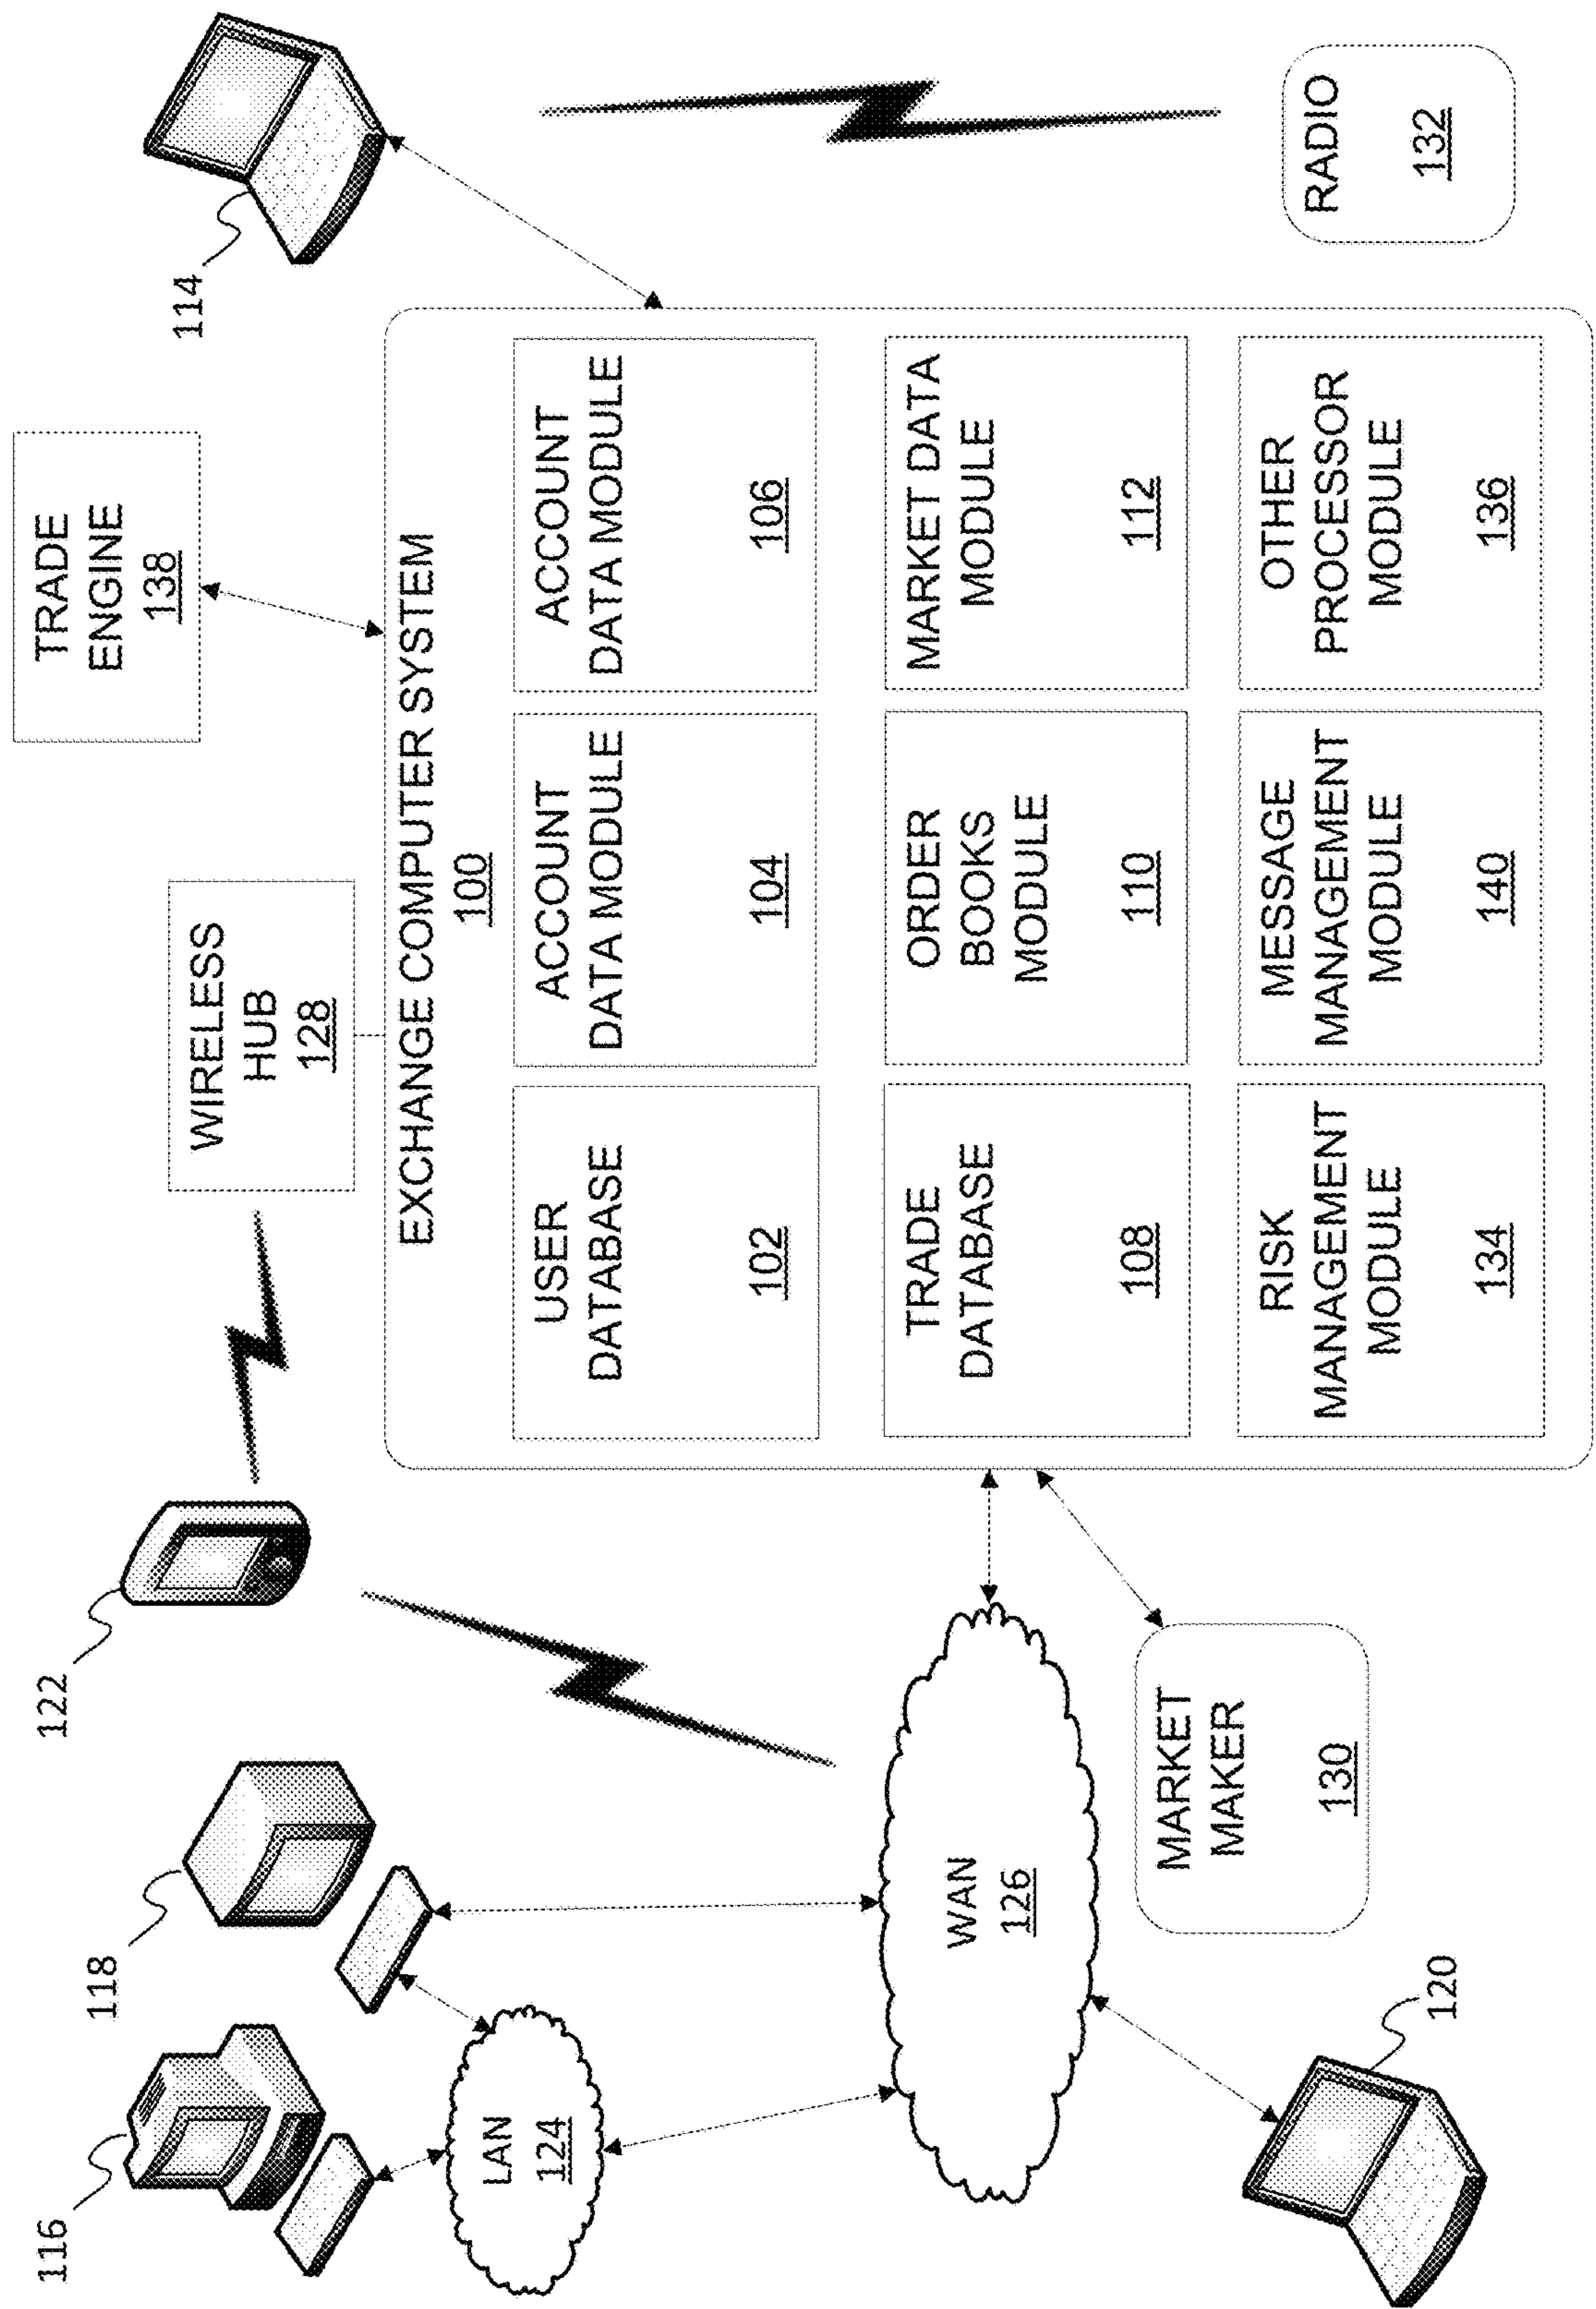 TRADE
ENGINE
138
WIRELESS
HUB
128
114
122
118
116
EXCHANGE COMPUTER SYSTEM
100
USER
DATABASE
102
ACCOUNT
DATA MODULE
104
ACCOUNT
DATA MODULE
106
TRADE
DATABASE
108
ORDER
BOOKS
MODULE
110
MARKET DATA
MODULE
112
RISK
MANAGEMENT
MODULE
134
MESSAGE
MANAGEMENT
MODULE
140
OTHER
PROCESSOR
MODULE
136
LAN
124
WAN
126
MARKET
MAKER
130
120
RADIO
132